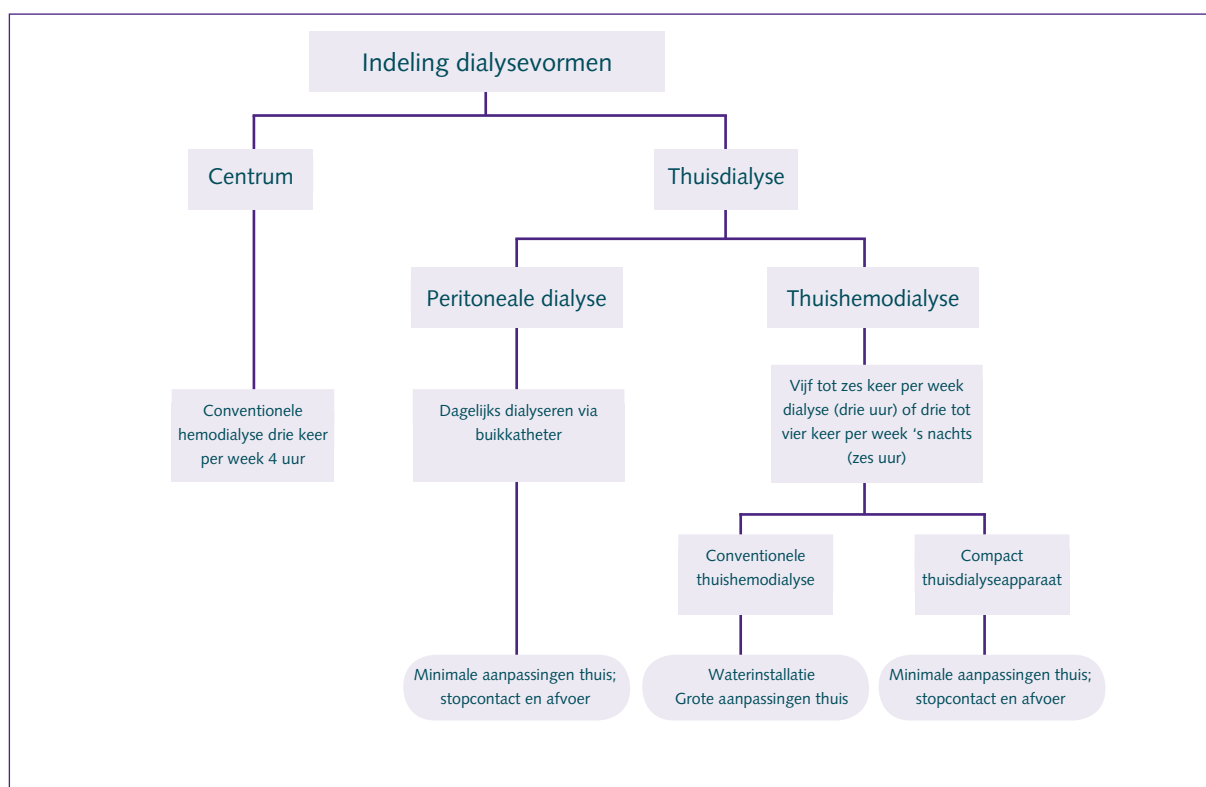 Indeling dialysevormen
Centrum
Thuisdialyse
Peritoneale dialyse
Thuishemodialyse
Conventionele
hemodialyse drie keer
per week 4 uur
Dagelijks dialyseren via
buikkatheter
Vijf tot zes keer per week
dialyse (drie uur) of drie tot
vier keer per week ‘s nachts
(zes uur)
Conventionele
thuishemodialyse
Compact
thuisdialyseapparaat
Minimale aanpassingen thuis;
stopcontact en afvoer
Waterinstallatie
Grote aanpassingen thuis
Minimale aanpassingen thuis;
stopcontact en afvoer